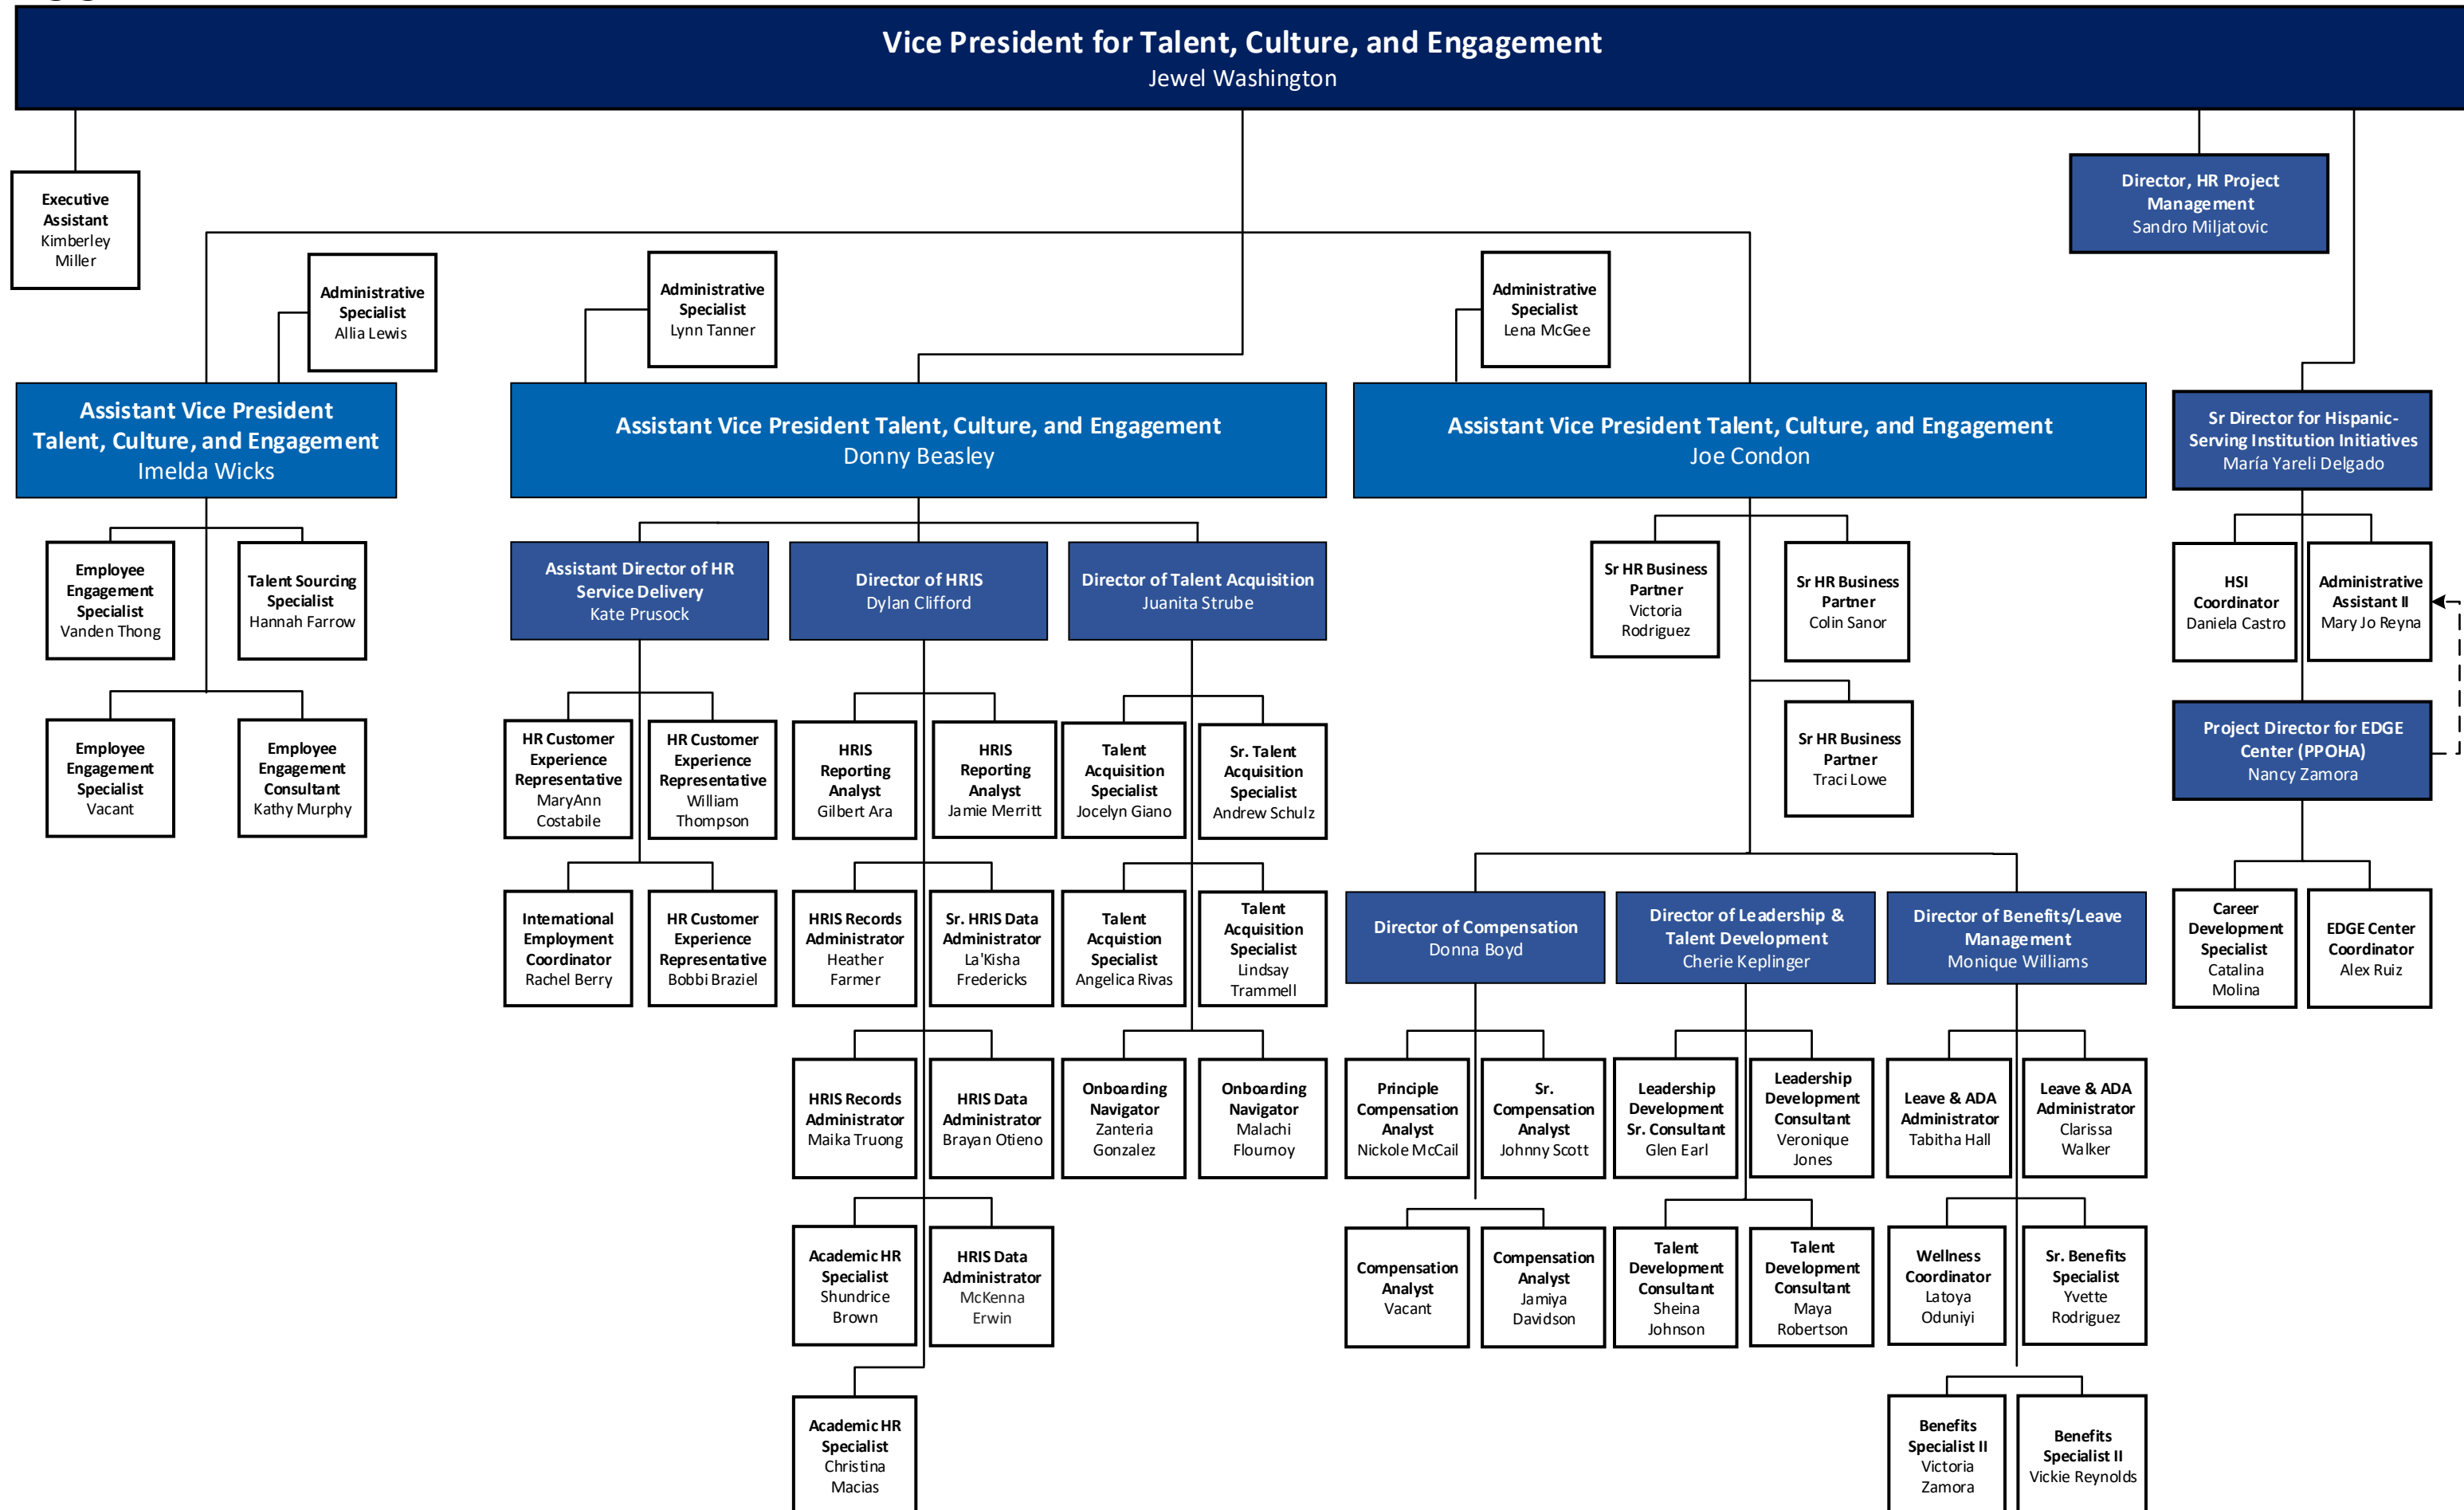 Vice President for Talent, Culture, and Engagement
Jewel Washington
Executive
Assistant
Kimberley
Miller
Director, HR Project
Management
Sandro Miljatovic
Administrative
Specialist
Allia Lewis
Administrative
Specialist
Lynn Tanner
Administrative
Specialist
Lena McGee
Assistant Vice President
Talent, Culture, and Engagement
Imelda Wicks
Assistant Vice President Talent, Culture, and Engagement
Donny Beasley
Assistant Vice President Talent, Culture, and Engagement
Joe Condon
Sr Director for Hispanic-
Serving Institution Initiatives
María Yareli Delgado
Employee
Engagement
Specialist
Vanden Thong
Talent Sourcing
Specialist
Hannah Farrow
Assistant Director of HR
Service Delivery
Kate Prusock
Director of HRIS
Dylan Clifford
Director of Talent Acquisition
Juanita Strube
Sr HR Business
Partner
Victoria
Rodriguez
Sr HR Business
Partner
Colin Sanor
HSI
Coordinator
Daniela Castro
Administrative
Assistant II
Mary Jo Reyna
Employee
Engagement
Specialist
Vacant
Employee
Engagement
Consultant
Kathy Murphy
HR Customer
Experience
Representative
MaryAnn
Costabile
HR Customer
Experience
Representative
William
Thompson
HRIS
Reporting
Analyst
Gilbert Ara
HRIS
Reporting
Analyst
Jamie Merritt
Talent
Acquisition
Specialist
Jocelyn Giano
Sr. Talent
Acquisition
Specialist
Andrew Schulz
Sr HR Business
Partner
Traci Lowe
Project Director for EDGE
Center (PPOHA)
Nancy Zamora
International
Employment
Coordinator
Rachel Berry
HR Customer
Experience
Representative
Bobbi Braziel
HRIS Records
Administrator
Heather
Farmer
Sr. HRIS Data
Administrator
La'Kisha
Fredericks
Talent
Acquistion
Specialist
Angelica Rivas
Talent
Acquisition
Specialist
Lindsay
Trammell
Director of Compensation
Donna Boyd
Director of Leadership &
Talent Development
Cherie Keplinger
Director of Benefits/Leave
Management
Monique Williams
Career
Development
Specialist
Catalina
Molina
EDGE Center
Coordinator
Alex Ruiz
HRIS Records
Administrator
Maika Truong
HRIS Data
Administrator
Brayan Otieno
Onboarding
Navigator
Zanteria
Gonzalez
Onboarding
Navigator
Malachi
Flournoy
Principle
Compensation
Analyst
Nickole McCail
Sr.
Compensation
Analyst
Johnny Scott
Leadership
Development
Sr. Consultant
Glen Earl
Leadership
Development
Consultant
Veronique
Jones
Leave & ADA
Administrator
Tabitha Hall
Leave & ADA
Administrator
Clarissa
Walker
Academic HR
Specialist
Shundrice
Brown
HRIS Data
Administrator
McKenna
Erwin
Compensation
Analyst
Vacant
Compensation
Analyst
Jamiya
Davidson
Talent
Development
Consultant
Sheina
Johnson
Talent
Development
Consultant
Maya
Robertson
Wellness
Coordinator
Latoya
Oduniyi
Sr. Benefits
Specialist
Yvette
Rodriguez
Academic HR
Specialist
Christina
Macias
Benefits
Specialist II
Victoria
Zamora
Benefits
Specialist II
Vickie Reynolds